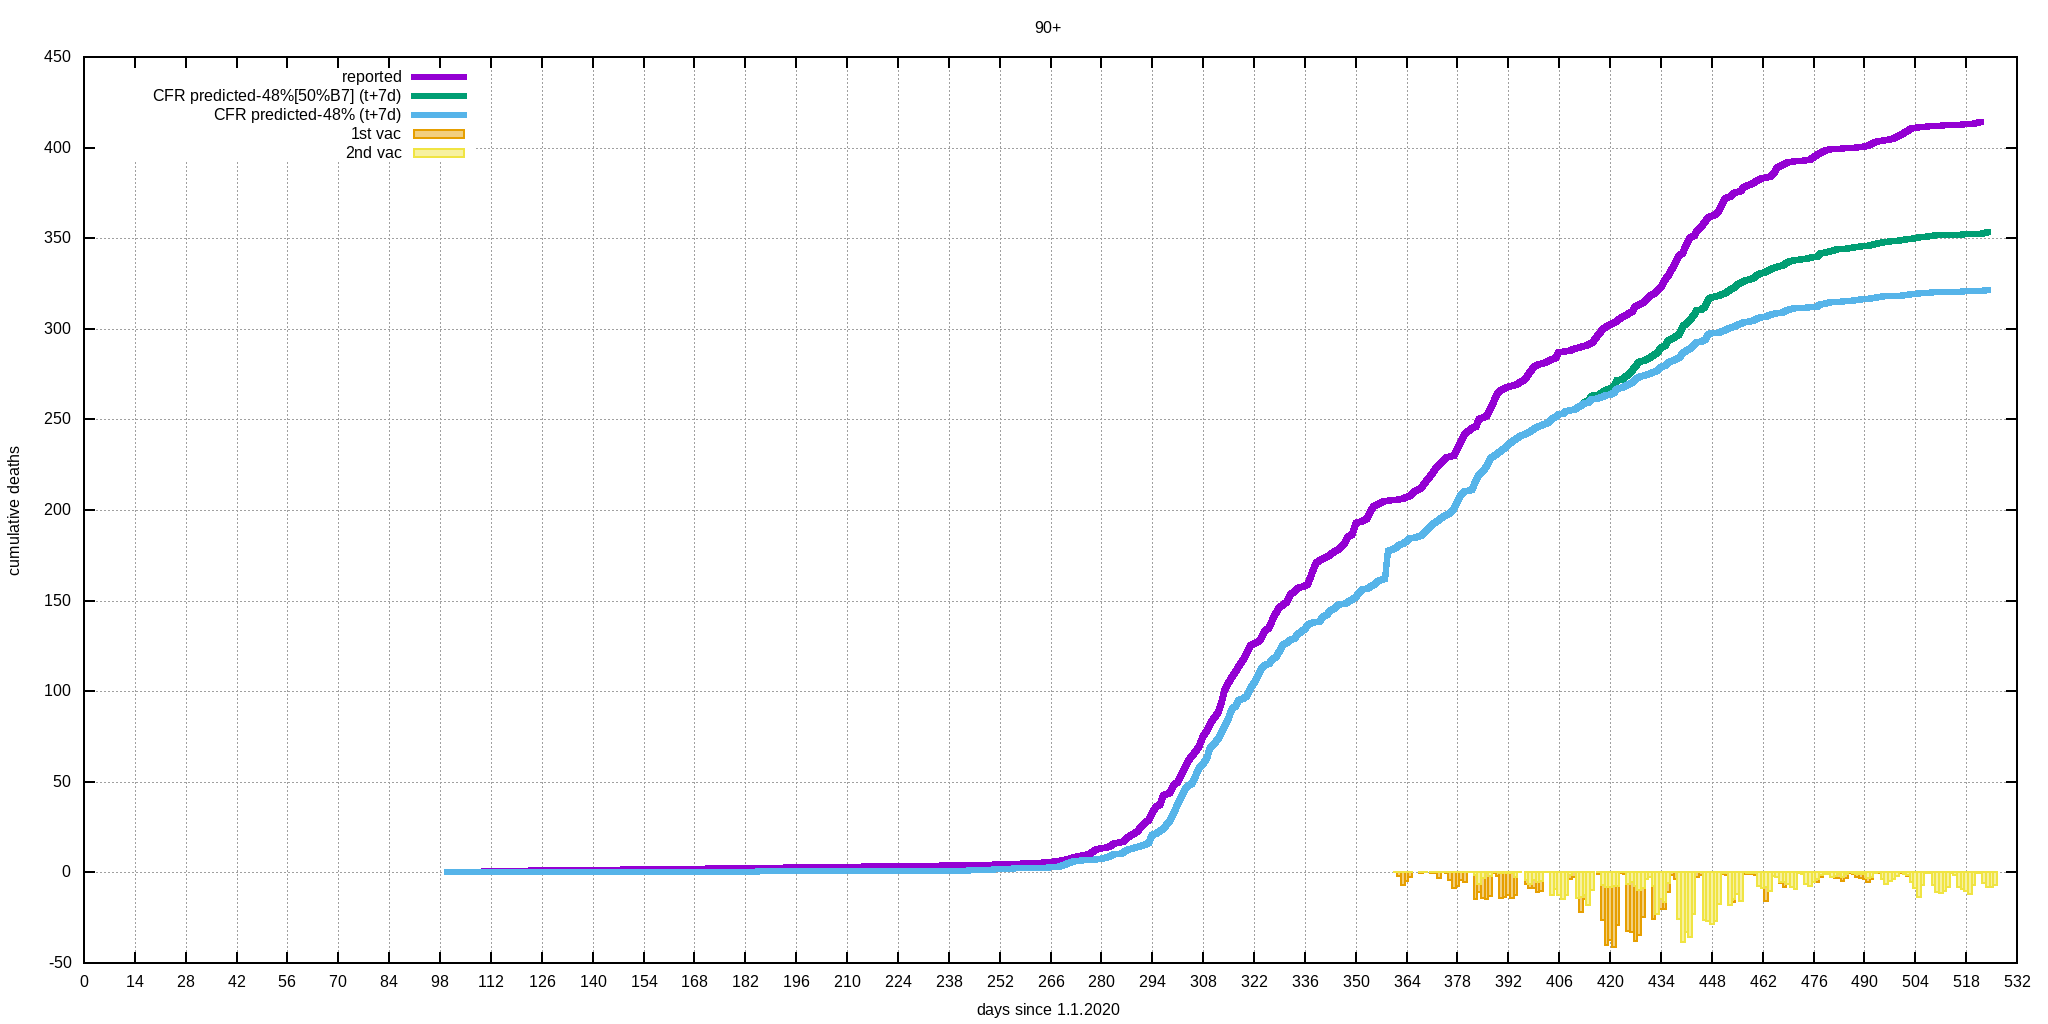 90+
450
400
350
300
250
200
150
100
50
0
-50
cumulative deaths
reported
CFR predicted-48%[50%B7] (t+7d)
CFR predicted-48% (t+7d)
1st vac
2nd vac
0 14 28 42 56 70 84 98 112 126 140 154 168 182 196 210 224 238 252 266 280 294 308 322 336 350 364 378 392 406 420 434 448 462 476 490 504 518 532
days since 1.1.2020